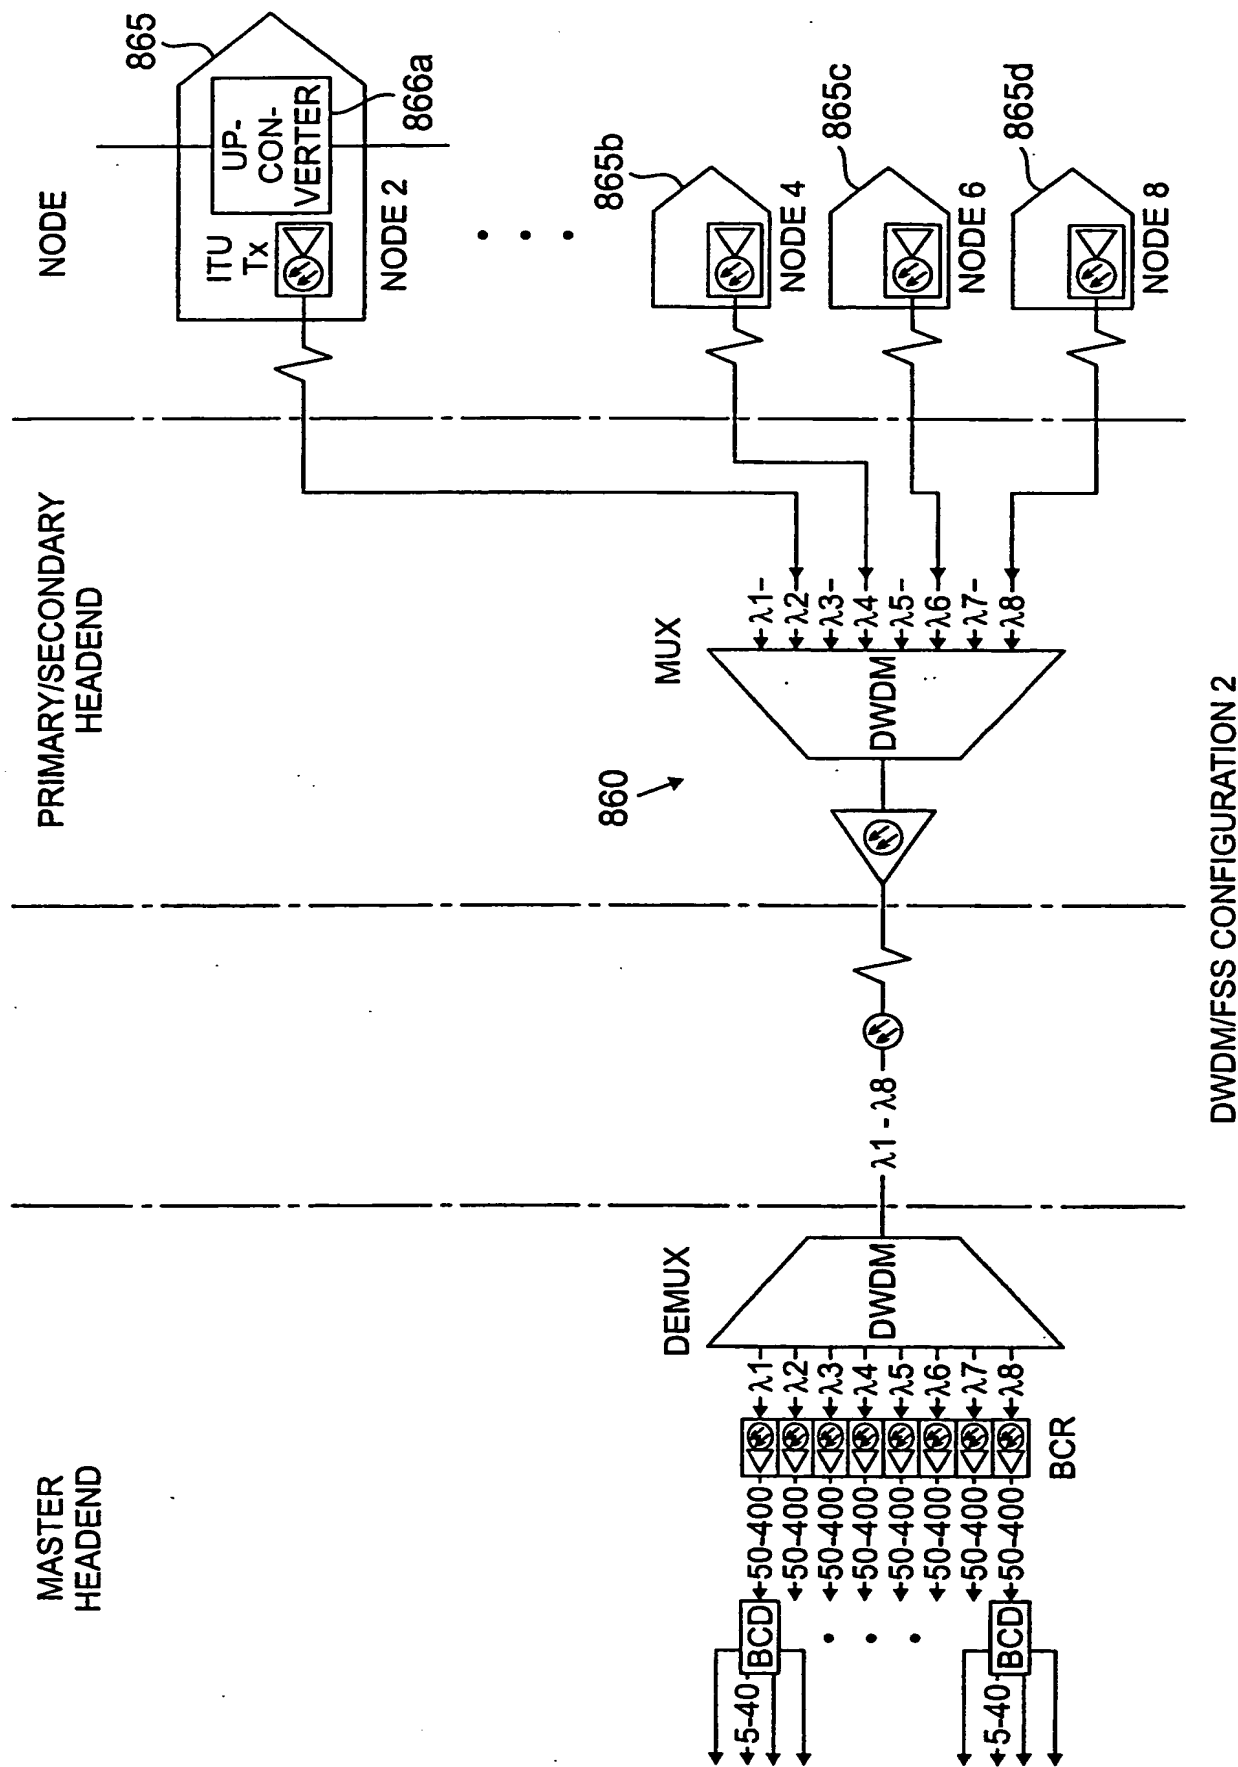 MASTER
HEADEND
PRIMARY/SECONDARY
HEADEND
NODE
865
UP-
CON-
VERTER
866a
ITU
Tx
NODE 2
865b
NODE 4
865c
NODE 6
865d
NODE 8
860
MUX
DWDM
λ1
λ2
λ3
λ4
λ5
λ6
λ7
λ8
λ1 - λ8
DEMUX
DWDM
λ1
λ2
λ3
λ4
λ5
λ6
λ7
λ8
BCR
50-400
50-400
50-400
50-400
50-400
50-400
50-400
50-400
BCD
5-40
BCD
5-40
DWDM/FSS CONFIGURATION 2